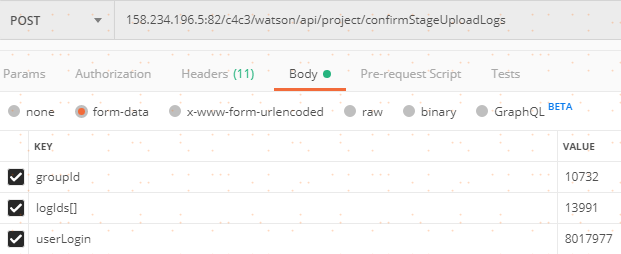 POST 158.234.196.5:82/c4c3/watson/api/project/confirmStageUploadLogs
Params Authorization Headers (11) Body Pre-request Script Tests
none form-data x-www-form-urlencoded raw binary GraphQL BETA
KEY VALUE
groupId 10732
logIds[] 13991
userLogin 8017977